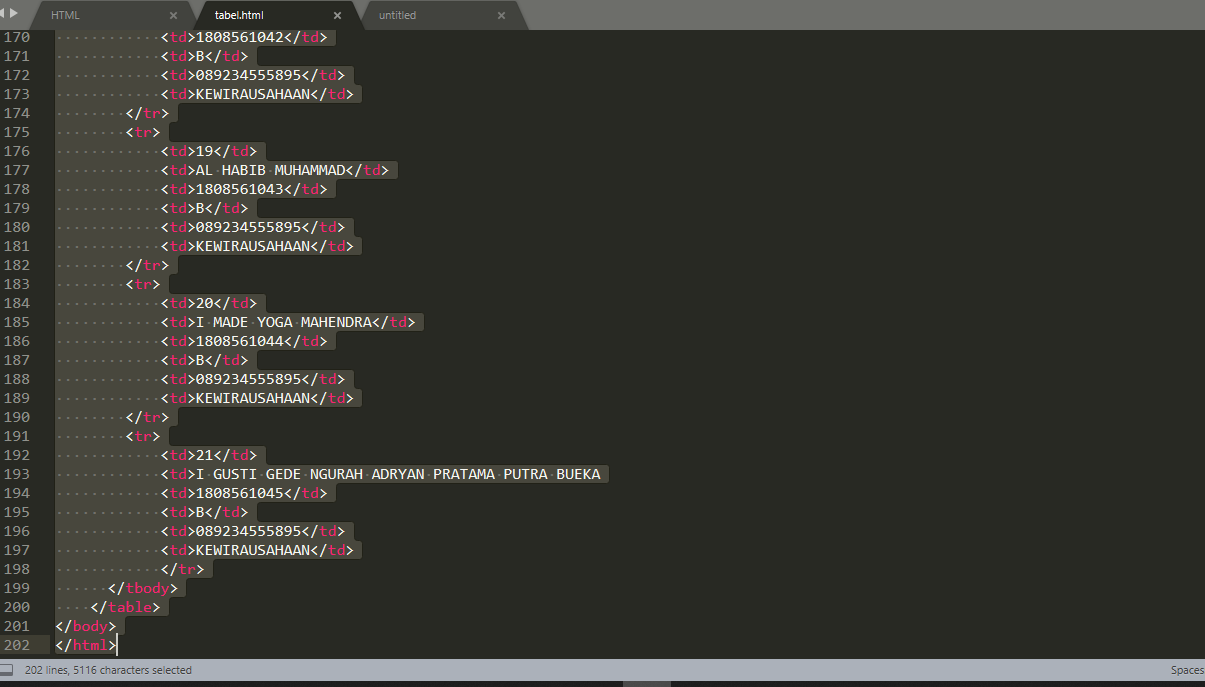 HTML × tabel.html × untitled ×
170 <td>1808561042</td>
171 <td>B</td>
172 <td>089234555895</td>
173 <td>KEWIRAUSAHAAN</td>
174 </tr>
175 <tr>
176 <td>19</td>
177 <td>AL HABIB MUHAMMAD</td>
178 <td>1808561043</td>
179 <td>B</td>
180 <td>089234555895</td>
181 <td>KEWIRAUSAHAAN</td>
182 </tr>
183 <tr>
184 <td>20</td>
185 <td>I MADE YOGA MAHENDRA</td>
186 <td>1808561044</td>
187 <td>B</td>
188 <td>089234555895</td>
189 <td>KEWIRAUSAHAAN</td>
190 </tr>
191 <tr>
192 <td>21</td>
193 <td>I GUSTI GEDE NGURAH ADRYAN PRATAMA PUTRA BUEKA
194 <td>1808561045</td>
195 <td>B</td>
196 <td>089234555895</td>
197 <td>KEWIRAUSAHAAN</td>
198 </tr>
199 </tbody>
200 </table>
201 </body>
202 </html>
202 lines, 5116 characters selected Spaces